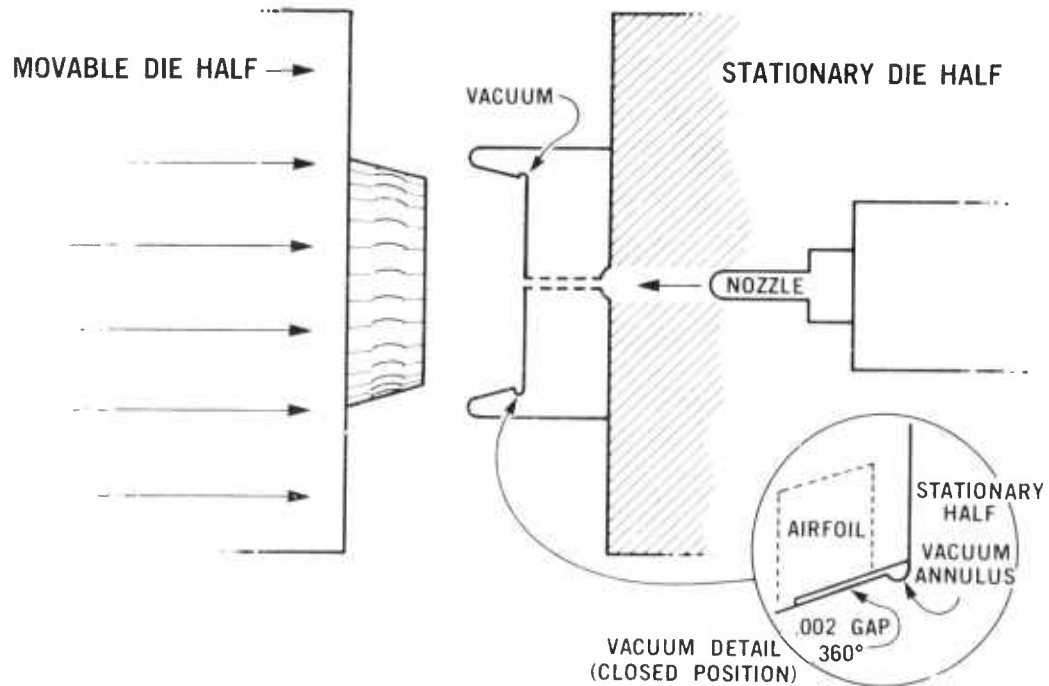 MOVABLE DIE HALF
STATIONARY DIE HALF
VACUUM
NOZZLE
AIRFOIL
STATIONARY
HALF
VACUUM
ANNULUS
.002 GAP
360°
VACUUM DETAIL
(CLOSED POSITION)